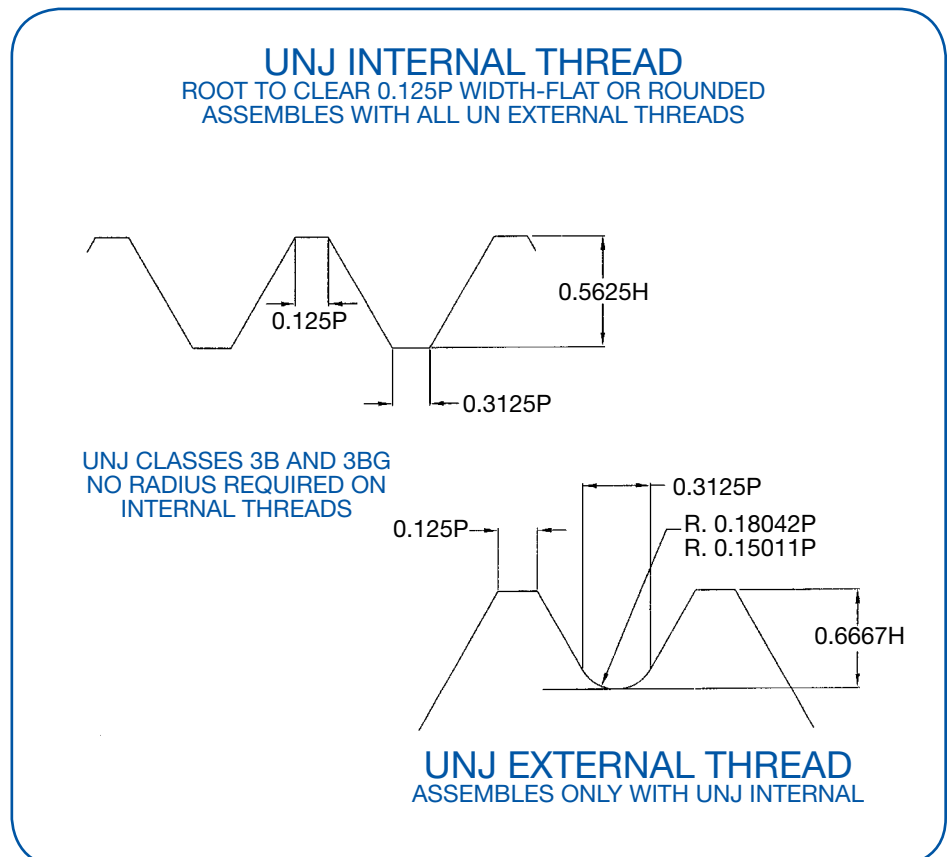 UNJ INTERNAL THREAD
ROOT TO CLEAR 0.125P WIDTH-FLAT OR ROUNDED
ASSEMBLES WITH ALL UN EXTERNAL THREADS
0.5625H
0.125P
0.3125P
UNJ CLASSES 3B AND 3BG
NO RADIUS REQUIRED ON
INTERNAL THREADS
0.3125P
0.125P
R. 0.18042P
R. 0.15011P
0.6667H
UNJ EXTERNAL THREAD
ASSEMBLES ONLY WITH UNJ INTERNAL